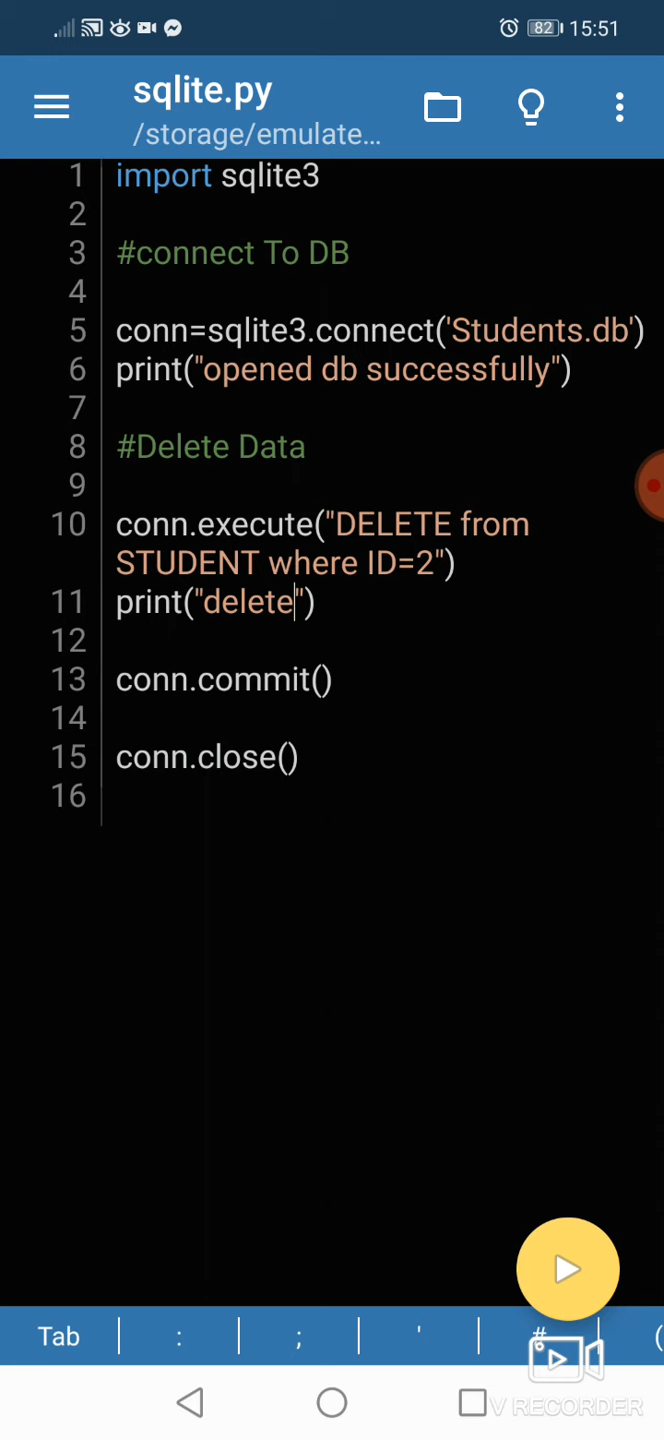 82 15:51
sqlite.py
/storage/emulate...
1 import sqlite3
2
3 #connect To DB
4
5 conn=sqlite3.connect('Students.db')
6 print("opened db successfully")
7
8 #Delete Data
9
10 conn.execute("DELETE from
STUDENT where ID=2")
11 print("delete")
12
13 conn.commit()
14
15 conn.close()
16
Tab : ; ' # (
V RECORDER